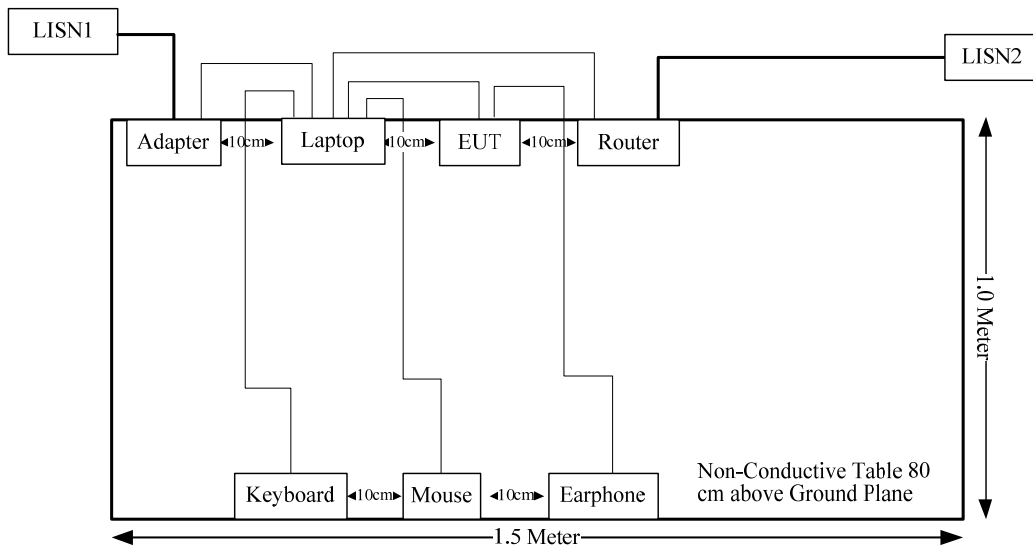 LISN1
LISN2
Adapter
10cm
Laptop
10cm
EUT
10cm
Router
1.0 Meter
Keyboard
10cm
Mouse
10cm
Earphone
Non-Conductive Table 80
cm above Ground Plane
1.5 Meter